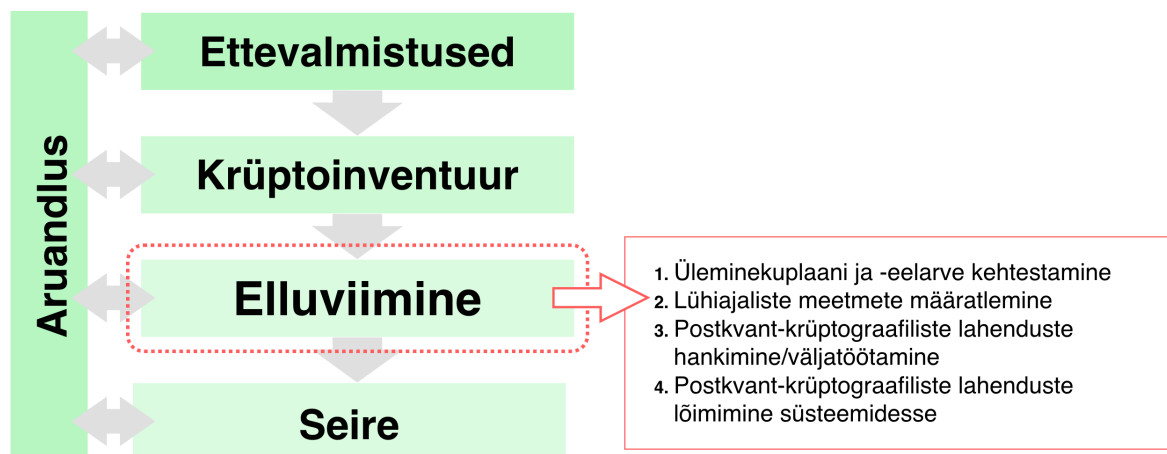 Aruandlus
Ettevalmistused
Krüptoinventuur
Elluviimine
Seire
1. Üleminekuplaani ja -eelarve kehtestamine
2. Lühiajaliste meetmete määratlemine
3. Postkvant-krüptograafiliste lahenduste
hankimine/väljatöötamine
4. Postkvant-krüptograafiliste lahenduste
lõimimine süsteemidesse